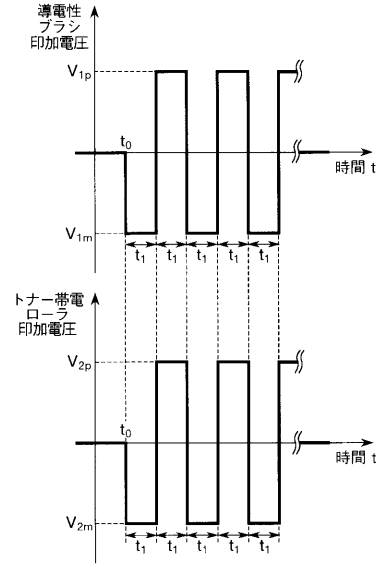 導電性
ブラシ
印加電圧
V1p
t0
時間 t
V1m
t1 t1 t1 t1 t1
トナー帯電
ローラ
印加電圧
V2p
t0
時間 t
V2m
t1 t1 t1 t1 t1